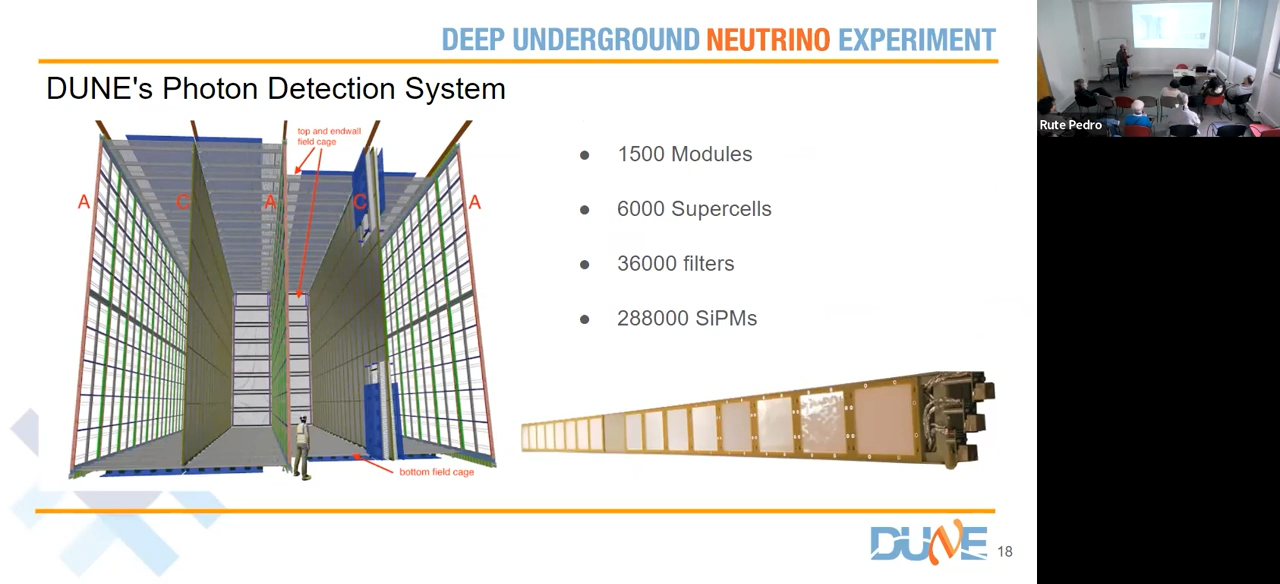 DEEP UNDERGROUND NEUTRINO EXPERIMENT
DUNE's Photon Detection System
top and endwall
field cage
A
C
A
C
A
bottom field cage
● 1500 Modules
● 6000 Supercells
● 36000 filters
● 288000 SiPMs
DUNE
18
Rute Pedro